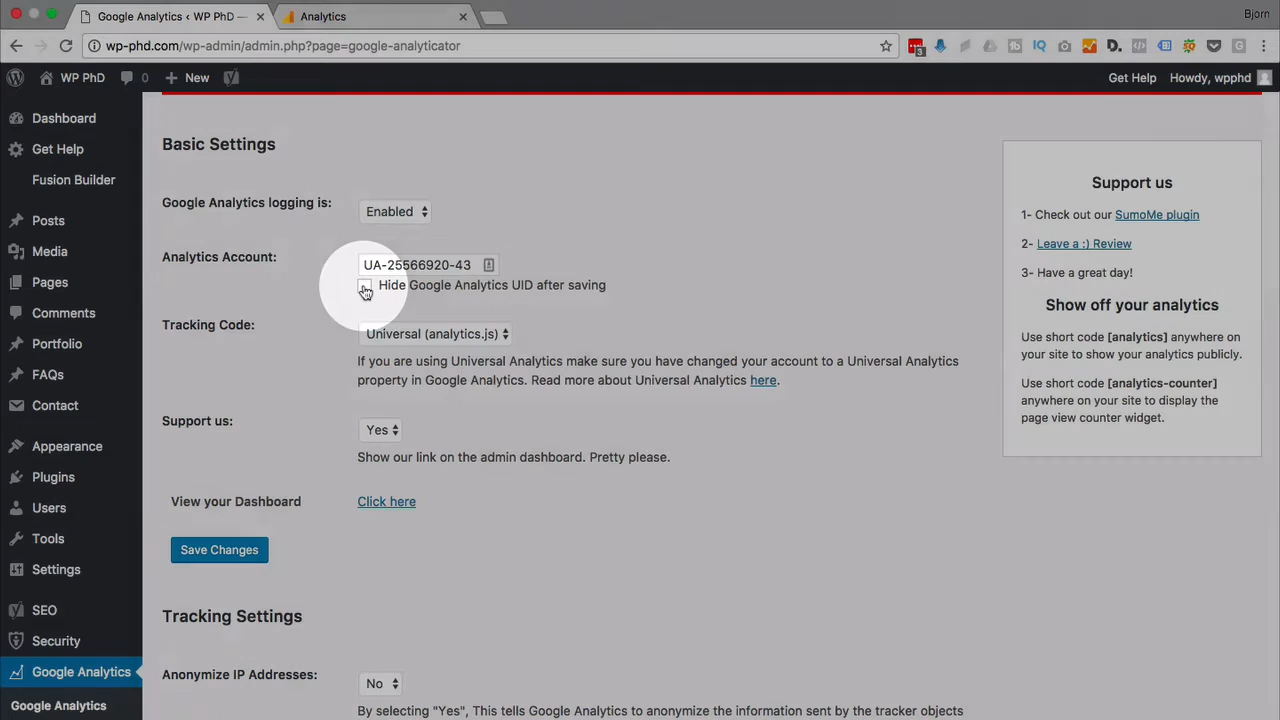 Google Analytics ‹ WP PhD —
Analytics
Bjorn
wp-phd.com/wp-admin/admin.php?page=google-analyticator
3
WP PhD
0
New
Get Help
Howdy, wpphd
Dashboard
Get Help
Fusion Builder
Posts
Media
Pages
Comments
Portfolio
FAQs
Contact
Appearance
Plugins
Users
Tools
Settings
SEO
Security
Google Analytics
Google Analytics
Basic Settings
Google Analytics logging is:
Enabled
Analytics Account:
UA-25566920-43
Hide Google Analytics UID after saving
Tracking Code:
Universal (analytics.js)
If you are using Universal Analytics make sure you have changed your account to a Universal Analytics
property in Google Analytics. Read more about Universal Analytics here.
Support us:
Yes
Show our link on the admin dashboard. Pretty please.
View your Dashboard
Click here
Save Changes
Tracking Settings
Anonymize IP Addresses:
No
By selecting "Yes", This tells Google Analytics to anonymize the information sent by the tracker objects
Support us
1- Check out our SumoMe plugin
2- Leave a :) Review
3- Have a great day!
Show off your analytics
Use short code [analytics] anywhere on
your site to show your analytics publicly.
Use short code [analytics-counter]
anywhere on your site to display the
page view counter widget.